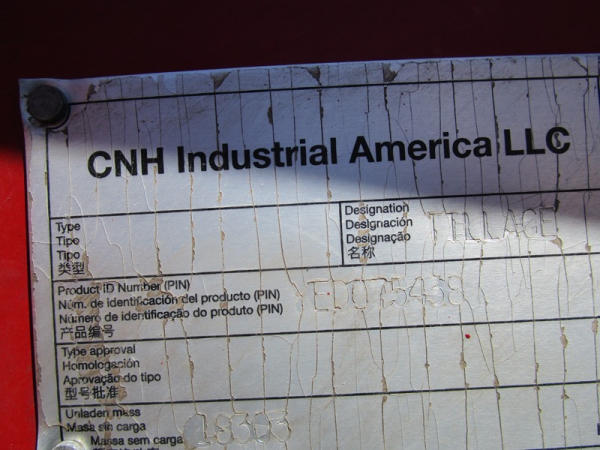 CNH Industrial America LLC
Type
Tipo
Tipo
类型
Designation
Designación
Designação
名称
TILLAGE
Product ID Number (PIN)
Núm. de identificación del producto (PIN)
Número de identificação do produto (PIN)
产品编号
Type approval
Homologación
Aprovação do tipo
型号批准
Unladen mass
Masa sin carga
Massa sem carga
18303